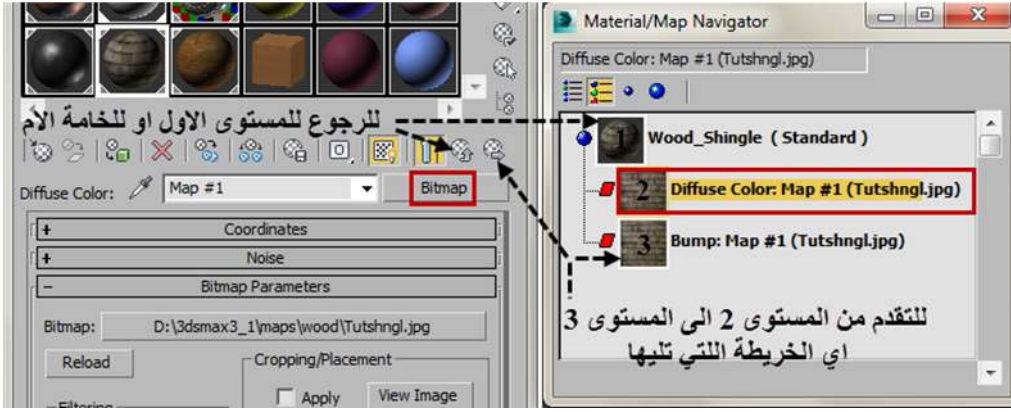 للرجوع للمستوى الاول او للخامة الأم
Diffuse Color:
Map #1
Bitmap
+ Coordinates
+ Noise
- Bitmap Parameters
Bitmap:
D:\3dsmax3_1\maps\wood\Tutshngl.jpg
Reload
Cropping/Placement
Apply
View Image
Filtering
Material/Map Navigator
Diffuse Color: Map #1 (Tutshngl.jpg)
1 Wood_Shingle ( Standard )
2 Diffuse Color: Map #1 (Tutshngl.jpg)
3 Bump: Map #1 (Tutshngl.jpg)
للتقدم من المستوى 2 الى المستوى 3
اي الخريطة اللتي تليها